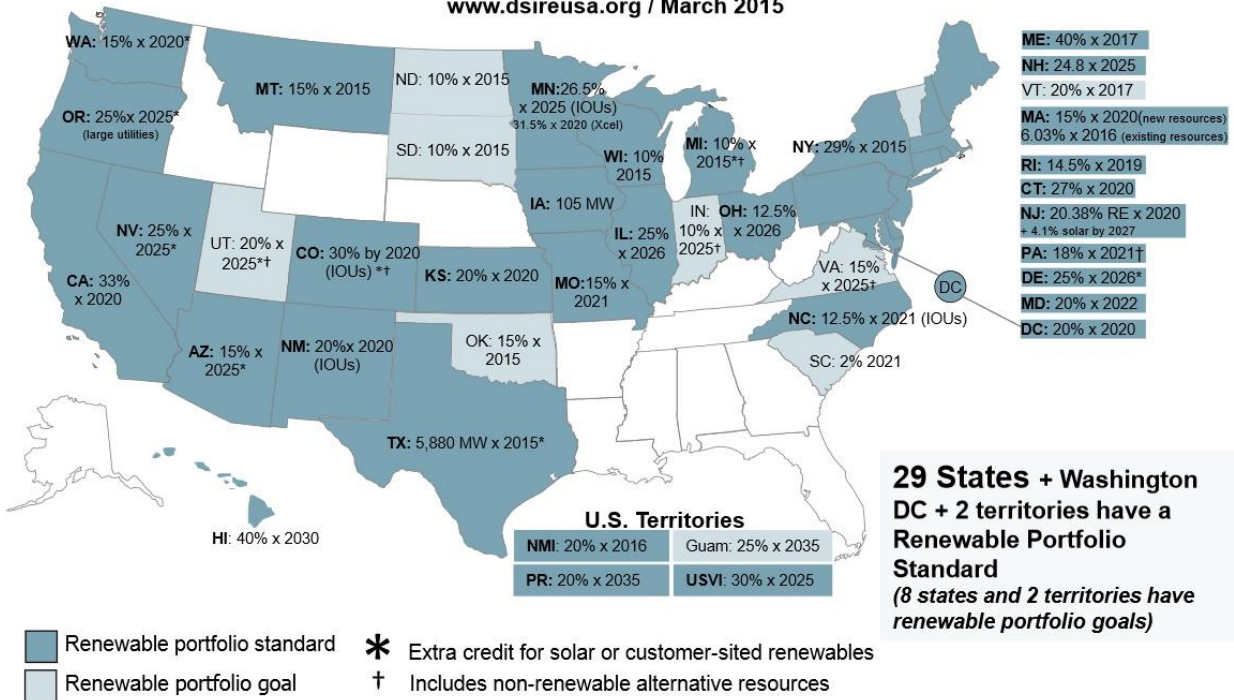 www.dsireusa.org / March 2015
WA: 15% x 2020*
OR: 25%x 2025*
(large utilities)
CA: 33%
x 2020
NV: 25% x
2025*
MT: 15% x 2015
UT: 20% x
2025*†
AZ: 15% x
2025*
CO: 30% by 2020
(IOUs) *†
NM: 20%x 2020
(IOUs)
ND: 10% x 2015
SD: 10% x 2015
KS: 20% x 2020
OK: 15% x
2015
TX: 5,880 MW x 2015*
MN:26.5%
x 2025 (IOUs)
31.5% x 2020 (Xcel)
IA: 105 MW
MO:15% x
2021
WI: 10%
2015
IL: 25%
x 2026
MI: 10% x
2015*†
IN:
10% x
2025†
OH: 12.5%
x 2026
NY: 29% x 2015
VA: 15%
x 2025†
NC: 12.5% x 2021 (IOUs)
SC: 2% 2021
DC
HI: 40% x 2030
ME: 40% x 2017
NH: 24.8 x 2025
VT: 20% x 2017
MA: 15% x 2020(new resources)
6.03% x 2016 (existing resources)
RI: 14.5% x 2019
CT: 27% x 2020
NJ: 20.38% RE x 2020
+ 4.1% solar by 2027
PA: 18% x 2021†
DE: 25% x 2026*
MD: 20% x 2022
DC: 20% x 2020
U.S. Territories
NMI: 20% x 2016
Guam: 25% x 2035
PR: 20% x 2035
USVI: 30% x 2025
29 States + Washington
DC + 2 territories have a
Renewable Portfolio
Standard
(8 states and 2 territories have
renewable portfolio goals)
Renewable portfolio standard
Renewable portfolio goal
* Extra credit for solar or customer-sited renewables
† Includes non-renewable alternative resources